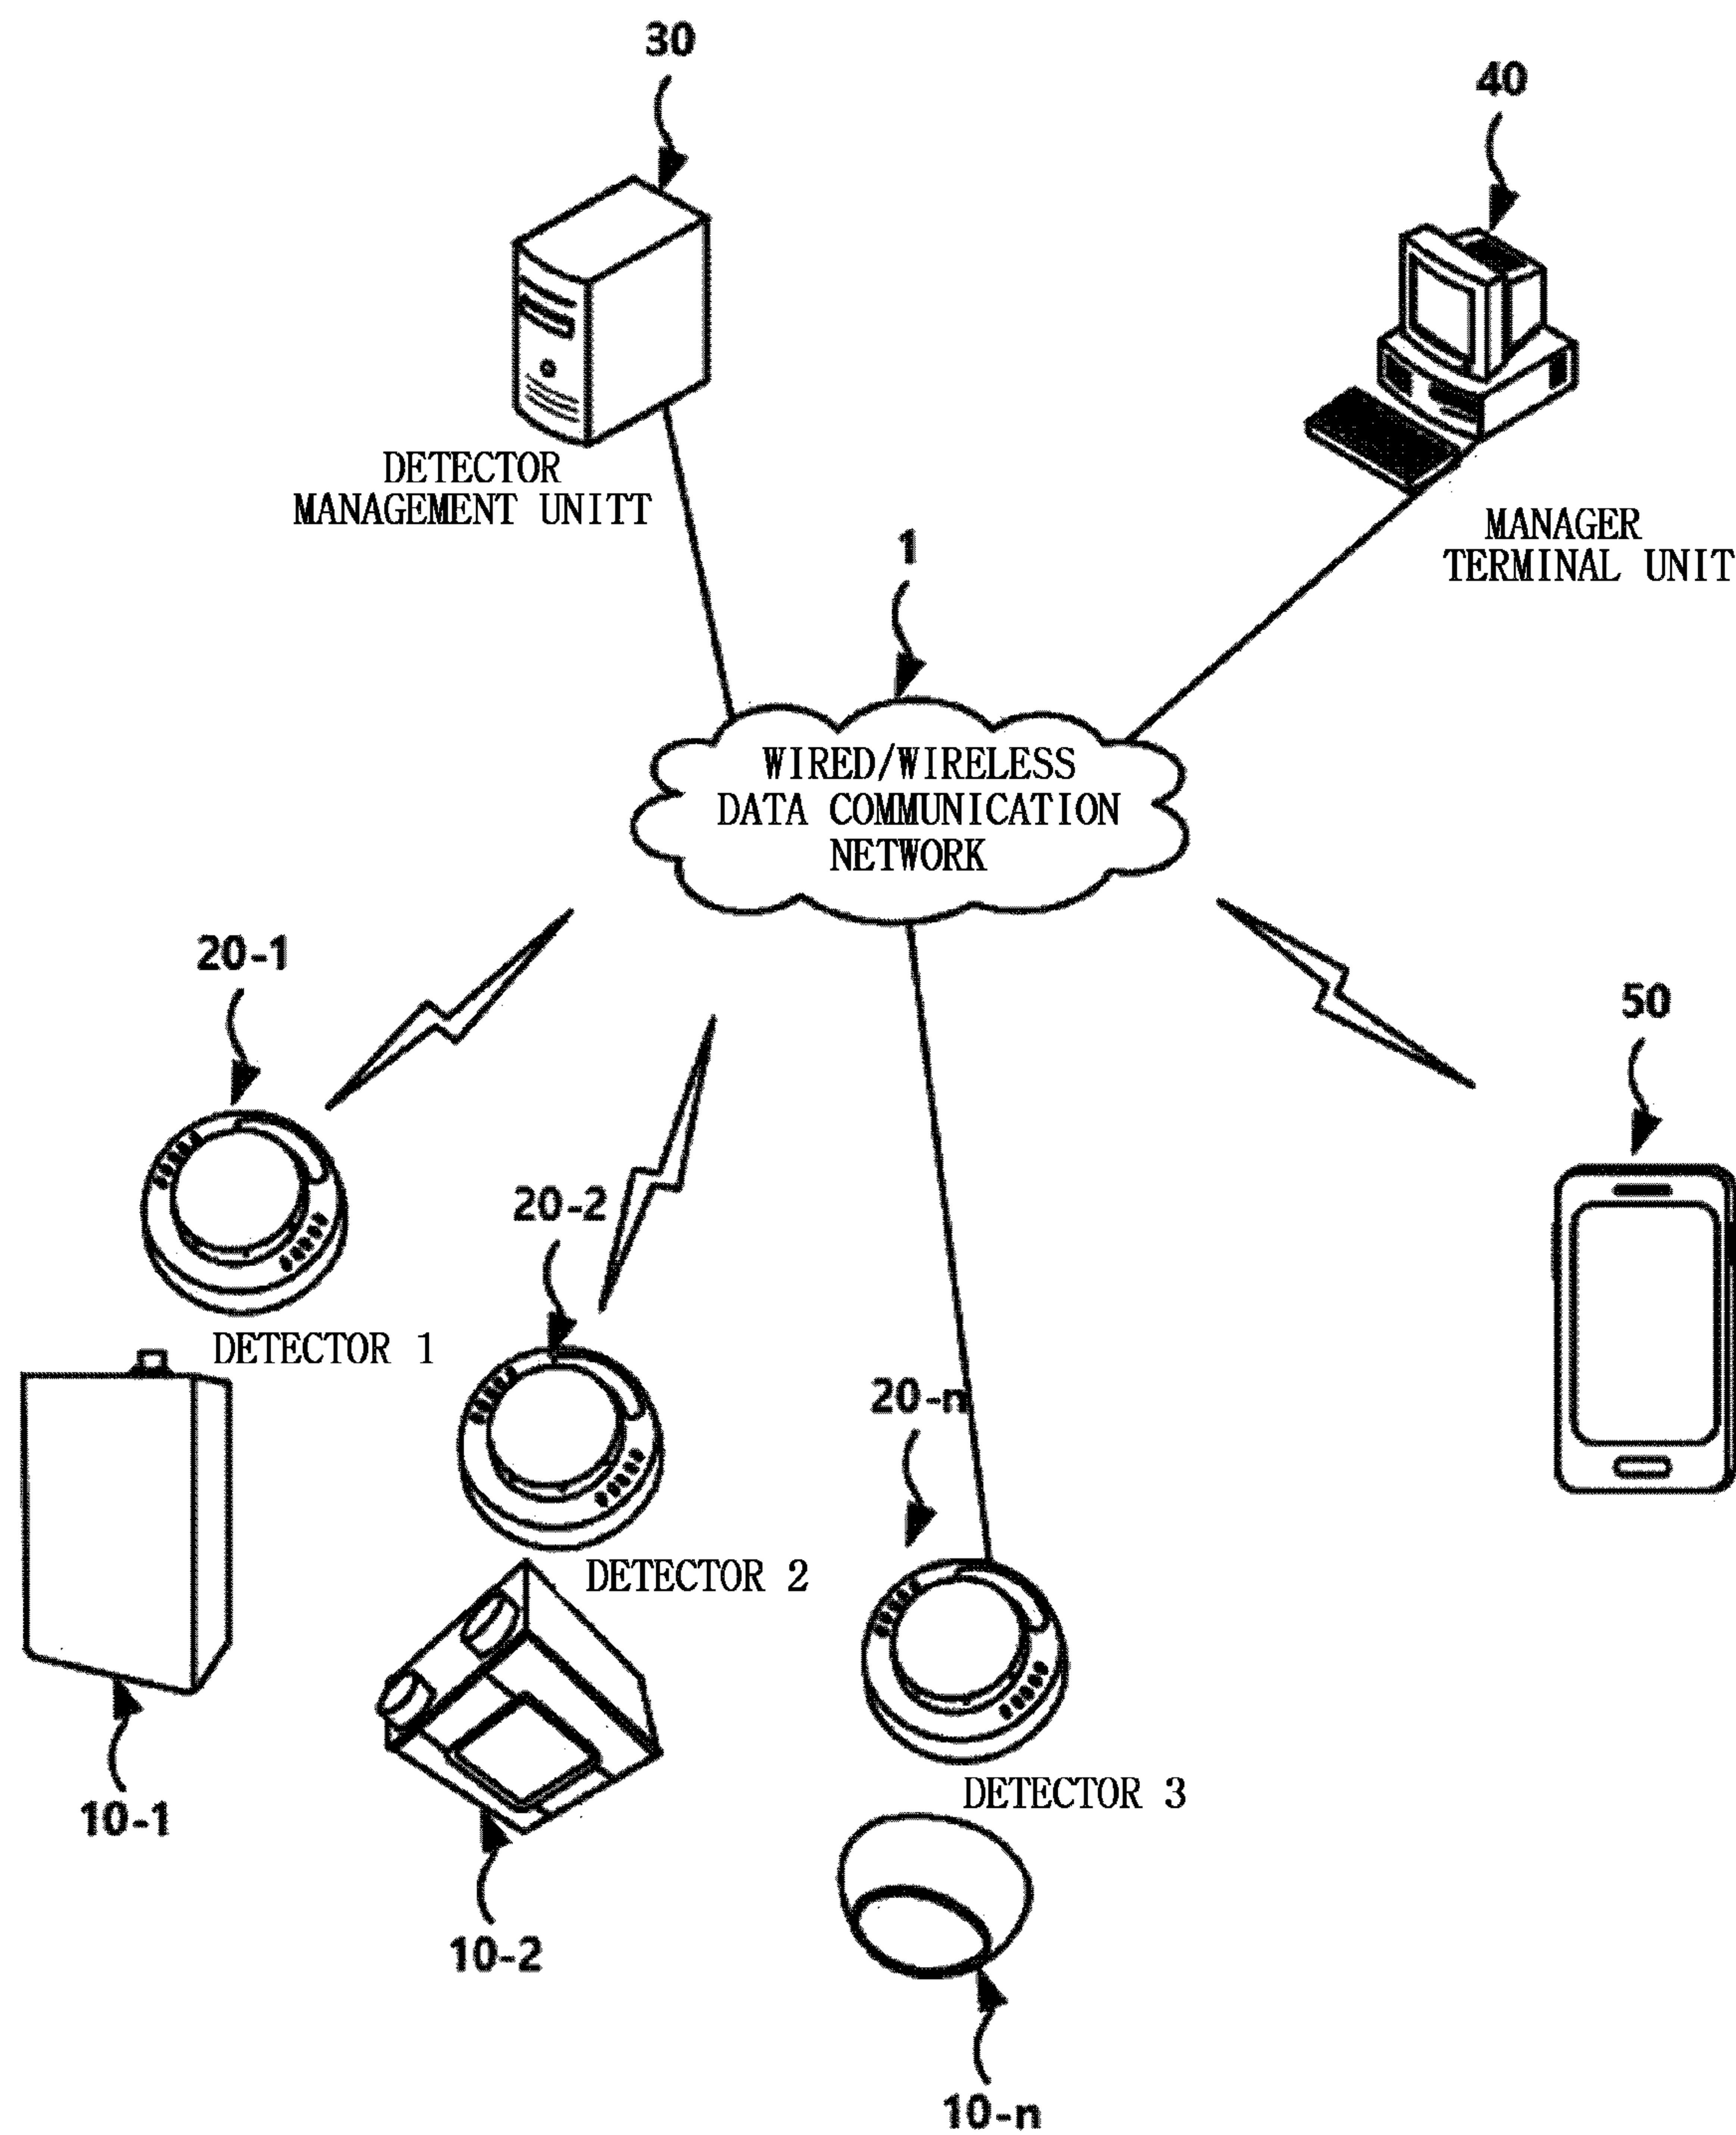 30
40
DETECTOR
MANAGEMENT UNITT
MANAGER
TERMINAL UNIT
1
WIRED/WIRELESS
DATA COMMUNICATION
NETWORK
20-1
50
20-2
DETECTOR 1
20-n
DETECTOR 2
DETECTOR 3
10-1
10-2
10-n